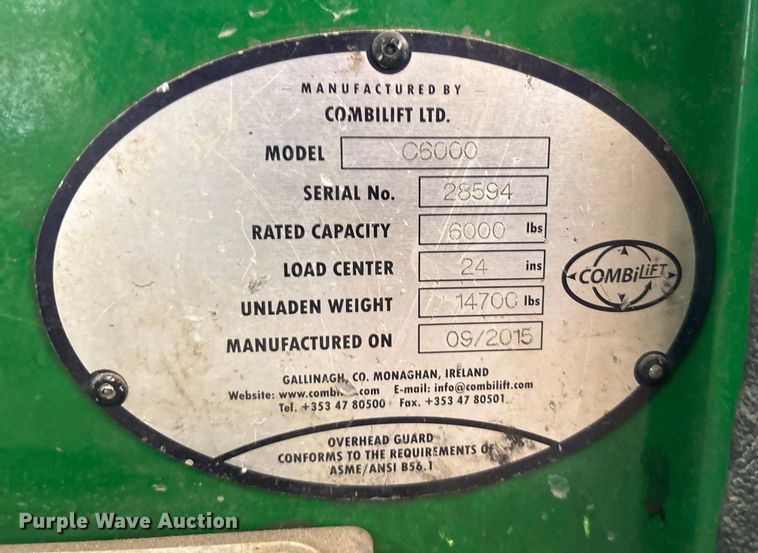 MANUFACTURED BY
COMBILIFT LTD.
MODEL C6000
SERIAL No. 28594
RATED CAPACITY 6000 lbs
LOAD CENTER 24 ins
COMBiLiFT
UNLADEN WEIGHT 14700 lbs
MANUFACTURED ON 09/2015
GALLINAGH, CO. MONAGHAN, IRELAND
Website: E-mail: info@combilift.com
Tel. +353 47 80500 Fax. +353 47 80501
OVERHEAD GUARD
CONFORMS TO THE REQUIREMENTS OF
ASME/ANSI B56.1
Purple Wave Auction